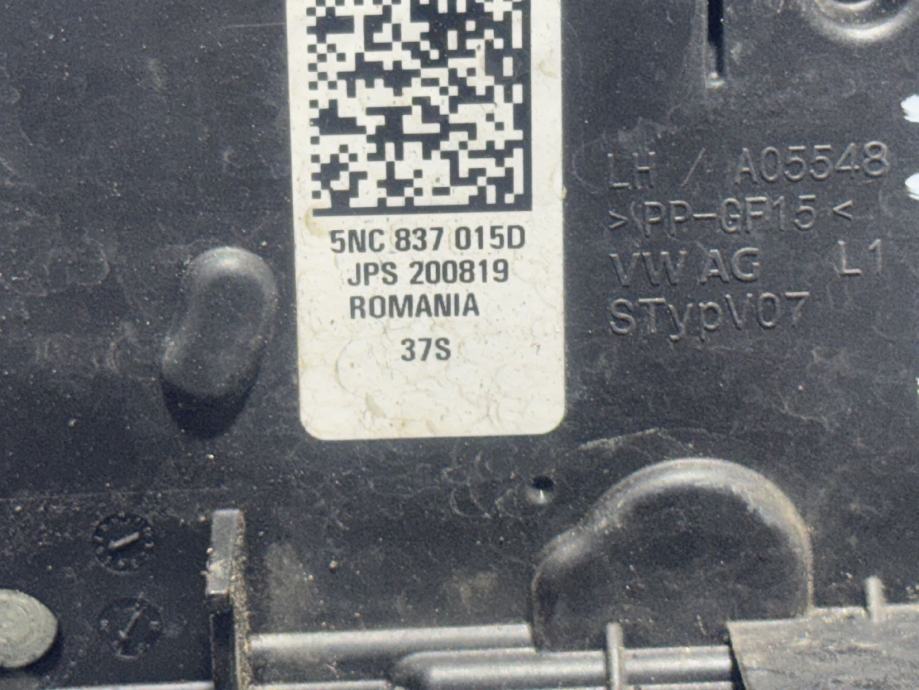 5NC 837 015D
JPS 200819
ROMANIA
37S
LH / A05548
>PP-GF15<
VW AG L1
STypV07